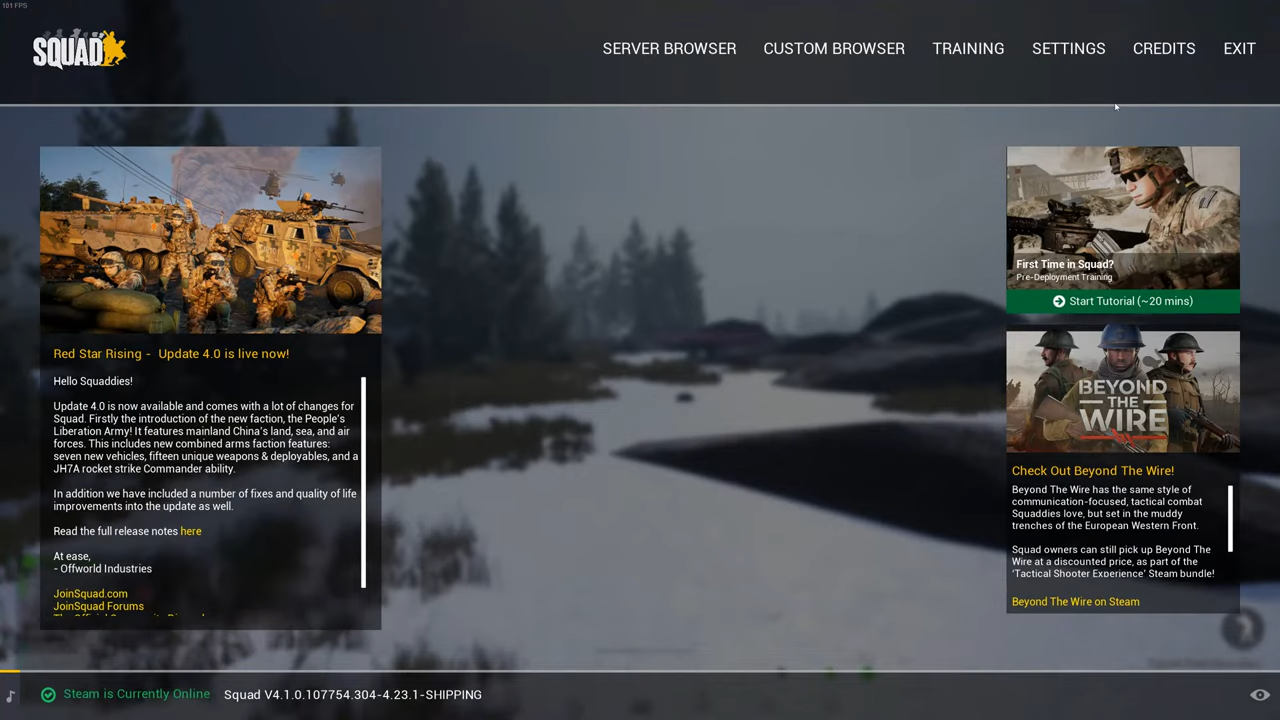 101 FPS
SQUAD
SERVER BROWSER
CUSTOM BROWSER
TRAINING
SETTINGS
CREDITS
EXIT
Red Star Rising - Update 4.0 is live now!
Hello Squaddies!
Update 4.0 is now available and comes with a lot of changes for
Squad. Firstly the introduction of the new faction, the People's
Liberation Army! It features mainland China's land, sea, and air
forces. This includes new combined arms faction features:
seven new vehicles, fifteen unique weapons & deployables, and a
JH7A rocket strike Commander ability.
In addition we have included a number of fixes and quality of life
improvements into the update as well.
Read the full release notes here
At ease,
- Offworld Industries
JoinSquad.com
JoinSquad Forums
First Time in Squad?
Pre-Deployment Training
Start Tutorial (~20 mins)
BEYOND
THE
WIRE
Check Out Beyond The Wire!
Beyond The Wire has the same style of
communication-focused, tactical combat
Squaddies love, but set in the muddy
trenches of the European Western Front.
Squad owners can still pick up Beyond The
Wire at a discounted price, as part of the
'Tactical Shooter Experience' Steam bundle!
Beyond The Wire on Steam
Steam is Currently Online
Squad V4.1.0.107754.304-4.23.1-SHIPPING